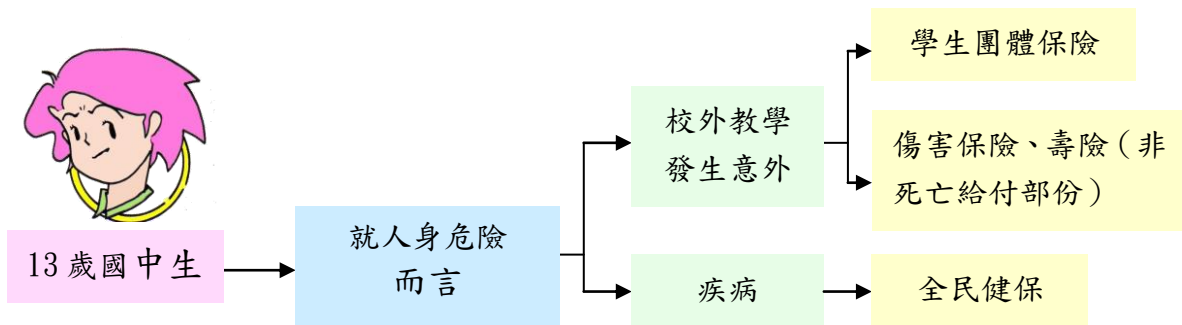 13歲國中生
就人身危險
而言
校外教學
發生意外
疾病
學生團體保險
傷害保險、壽險（非
死亡給付部份）
全民健保